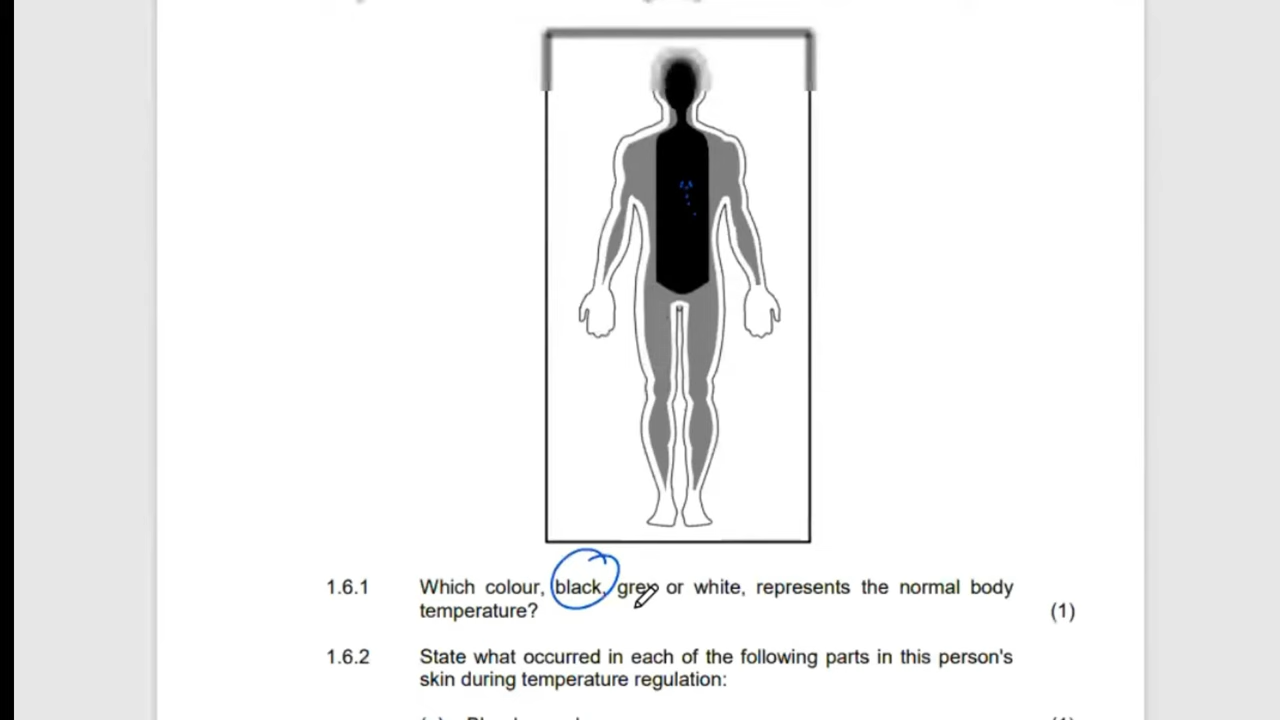 1.6.1 Which colour, black, grey or white, represents the normal body
temperature? (1)
1.6.2 State what occurred in each of the following parts in this person's
skin during temperature regulation: